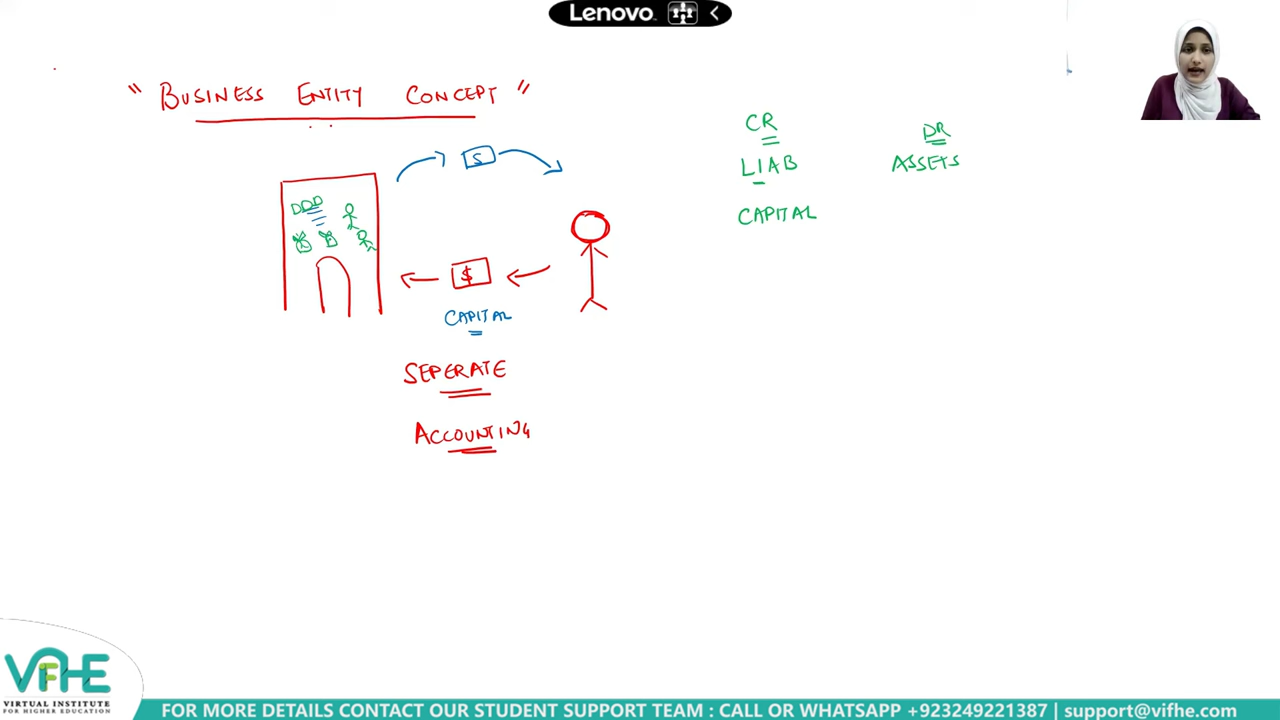 Lenovo
" BUSINESS ENTITY CONCEPT "
CR
DR
LIAB
ASSETS
CAPITAL
$
CAPITAL
SEPERATE
ACCOUNTING
VFHE
VIRTUAL INSTITUTE
FOR HIGHER EDUCATION
FOR MORE DETAILS CONTACT OUR STUDENT SUPPORT TEAM : CALL OR WHATSAPP +923249221387 | support@vifhe.com